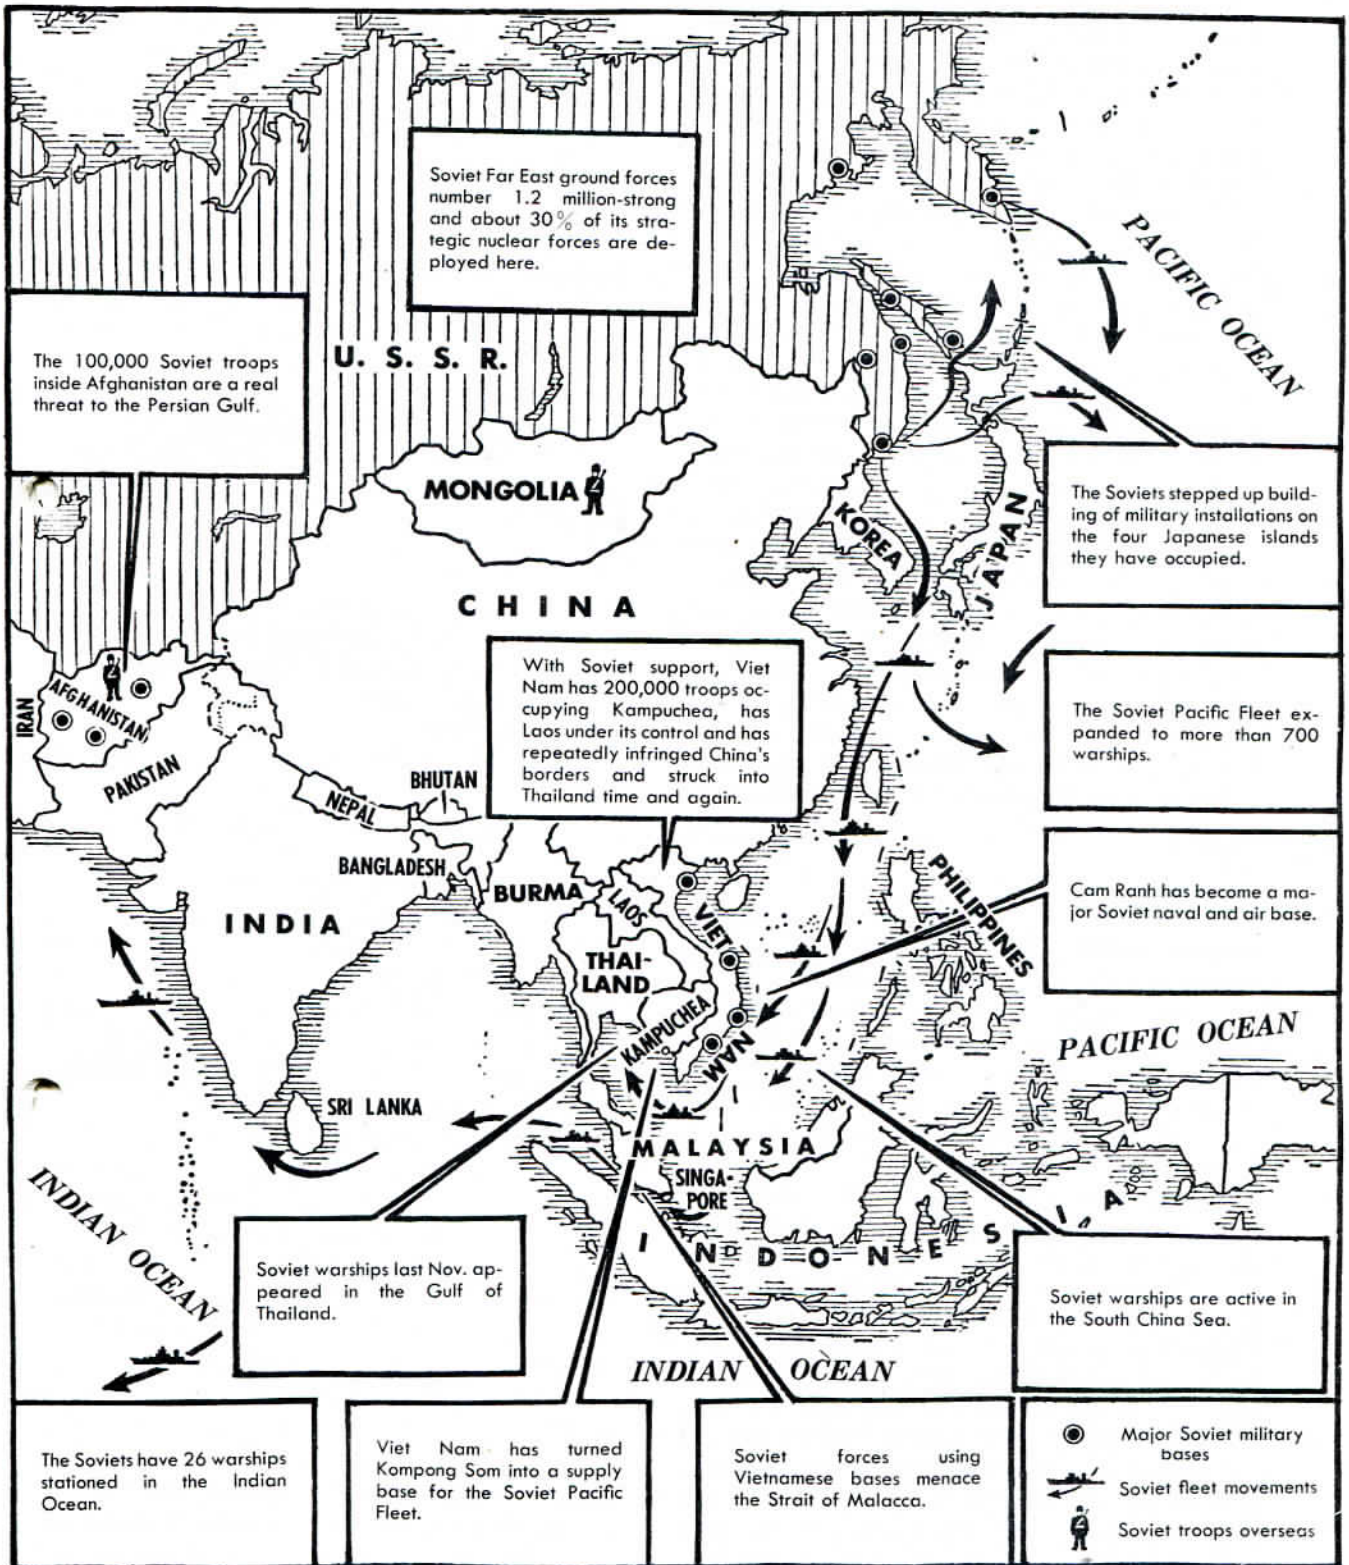 Soviet Far East ground forces
number 1.2 million-strong
and about 30% of its stra-
tegic nuclear forces are de-
ployed here.
PACIFIC OCEAN
The 100,000 Soviet troops
inside Afghanistan are a real
threat to the Persian Gulf.
U. S. S. R.
MONGOLIA
The Soviets stepped up build-
ing of military installations on
the four Japanese islands
they have occupied.
KOREA
JAPAN
CHINA
With Soviet support, Viet
Nam has 200,000 troops oc-
cupying Kampuchea, has
Laos under its control and has
repeatedly infringed China's
borders and struck into
Thailand time and again.
IRAN
AFGHANISTAN
PAKISTAN
NEPAL
BHUTAN
The Soviet Pacific Fleet ex-
panded to more than 700
warships.
BANGLADESH
BURMA
LAOS
INDIA
VIET
NAM
THAI-
LAND
KAMPUCHEA
PHILIPPINES
Cam Ranh has become a ma-
jor Soviet naval and air base.
PACIFIC OCEAN
SRI LANKA
MALAYSIA
SINGA-
PORE
INDONESIA
INDIAN OCEAN
Soviet warships last Nov. ap-
peared in the Gulf of
Thailand.
Soviet warships are active in
the South China Sea.
INDIAN OCEAN
The Soviets have 26 warships
stationed in the Indian
Ocean.
Viet Nam has turned
Kompong Som into a supply
base for the Soviet Pacific
Fleet.
Soviet forces using
Vietnamese bases menace
the Strait of Malacca.
Major Soviet military
bases
Soviet fleet movements
Soviet troops overseas